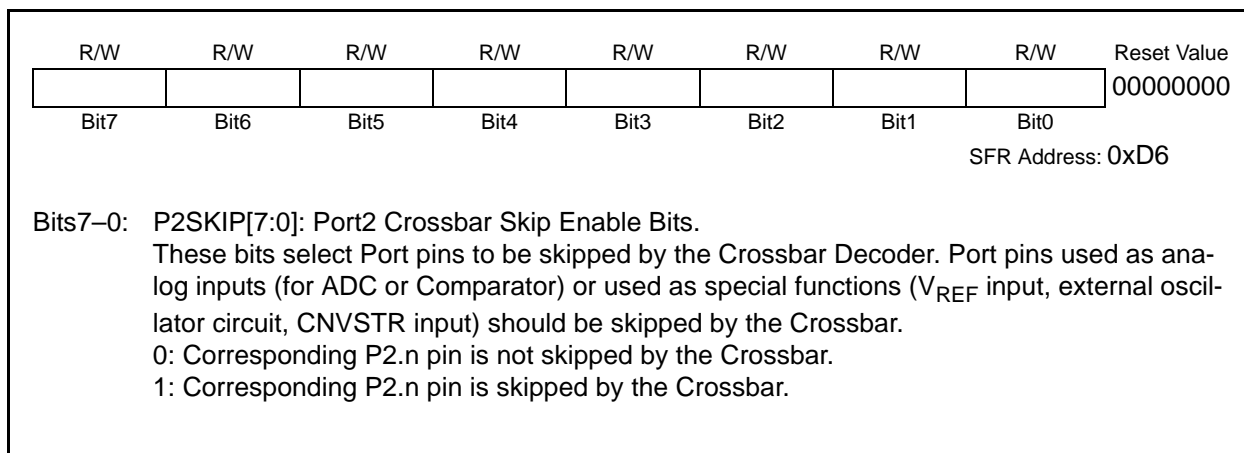 R/W R/W R/W R/W R/W R/W R/W R/W Reset Value
00000000
Bit7 Bit6 Bit5 Bit4 Bit3 Bit2 Bit1 Bit0
SFR Address: 0xD6
Bits7–0: P2SKIP[7:0]: Port2 Crossbar Skip Enable Bits.
These bits select Port pins to be skipped by the Crossbar Decoder. Port pins used as ana-
log inputs (for ADC or Comparator) or used as special functions (VREF input, external oscil-
lator circuit, CNVSTR input) should be skipped by the Crossbar.
0: Corresponding P2.n pin is not skipped by the Crossbar.
1: Corresponding P2.n pin is skipped by the Crossbar.